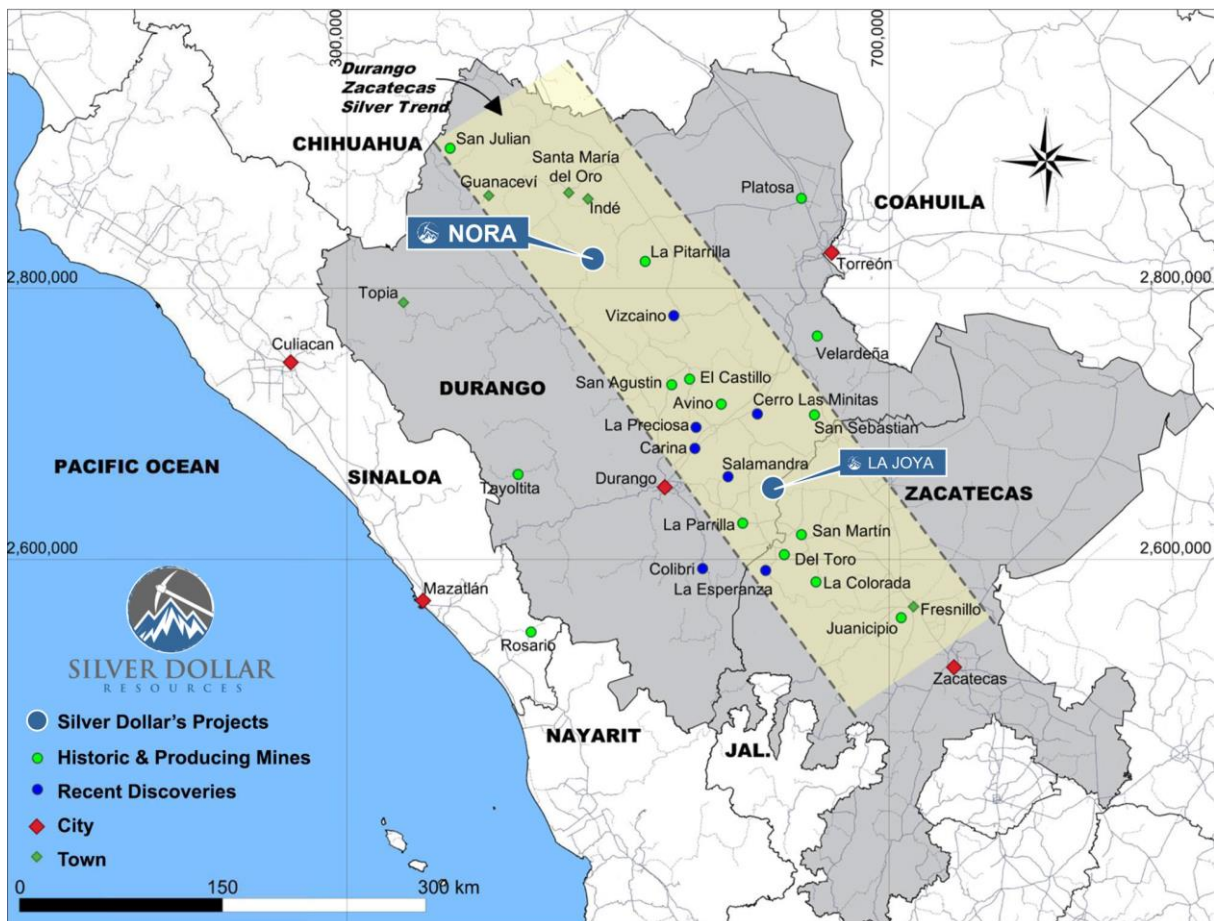 300,000
700,000
Durango
Zacatecas
Silver Trend
CHIHUAHUA
San Julian
Santa María
del Oro
Guanaceví
Indé
Platosa
COAHUILA
NORA
La Pitarrilla
Torreón
2,800,000
2,800,000
Topia
Vizcaino
Culiacan
Velardeña
DURANGO
San Agustin
El Castillo
Avino
Cerro Las Minitas
La Preciosa
San Sebastian
Carina
PACIFIC OCEAN
SINALOA
Salamandra
LA JOYA
Durango
Tayoltita
ZACATECAS
La Parrilla
San Martín
2,600,000
2,600,000
Del Toro
Colibri
La Esperanza
La Colorada
Mazatlán
Fresnillo
Juanicipio
Rosario
SILVER DOLLAR
RESOURCES
Zacatecas
Silver Dollar's Projects
NAYARIT
JAL.
Historic & Producing Mines
Recent Discoveries
City
Town
0 150 300 km